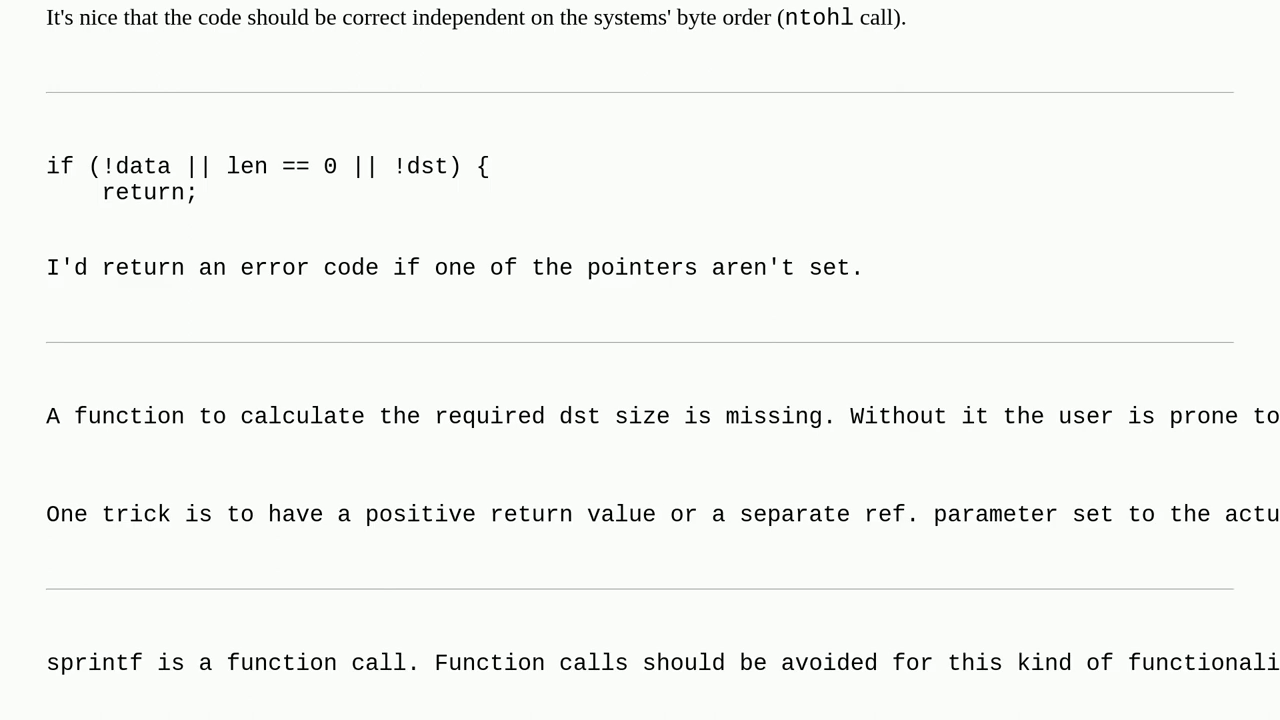 It's nice that the code should be correct independent on the systems' byte order (ntohl call).
if (!data || len == 0 || !dst) {
    return;
I'd return an error code if one of the pointers aren't set.
A function to calculate the required dst size is missing. Without it the user is prone to
One trick is to have a positive return value or a separate ref. parameter set to the actu
sprintf is a function call. Function calls should be avoided for this kind of functionali